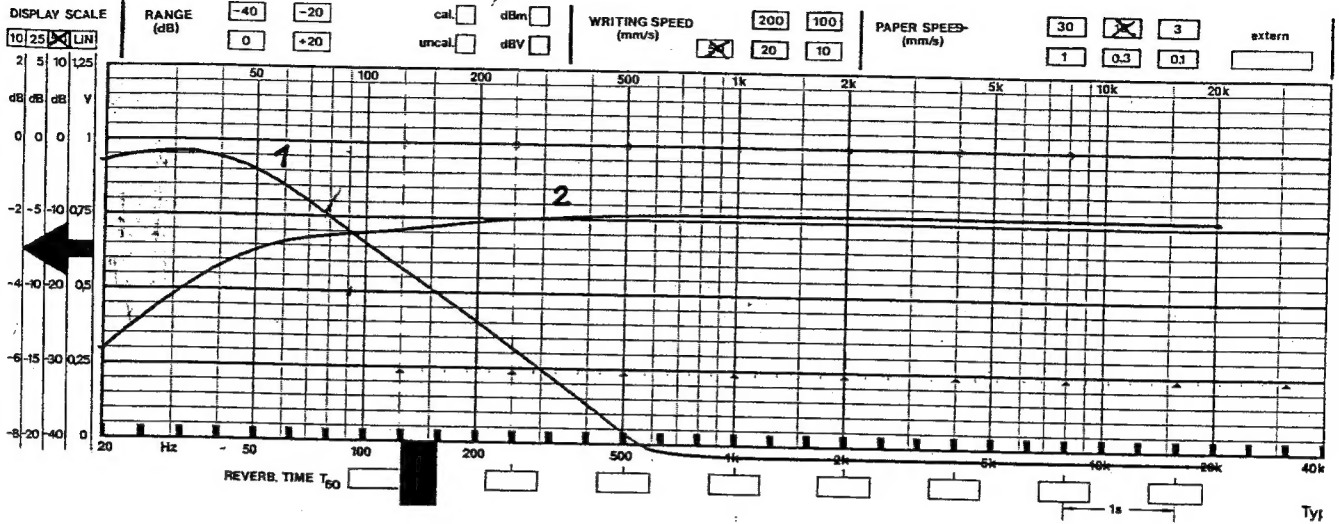 DISPLAY SCALE
10 25 50 LIN
RANGE
(dB)
-40 -20
0 +20
cal. dBm
uncal. dBV
WRITING SPEED
(mm/s)
200 100
20 10
PAPER SPEED
(mm/s)
30 3
1 0.3 0.1
extern
2 5 10 1,25
50 100 200 500 1k 2k 5k 10k 20k
dB dB dB V
0 0 0 1
1
2
-2 -5 -10 0,75
-4 -10 -20 0,5
-6 -15 -30 0,25
-8 -20 -40 0
20 Hz 50 100 200 500 1k 2k 5k 10k 20k 40k
REVERB. TIME T60
1s
Typ